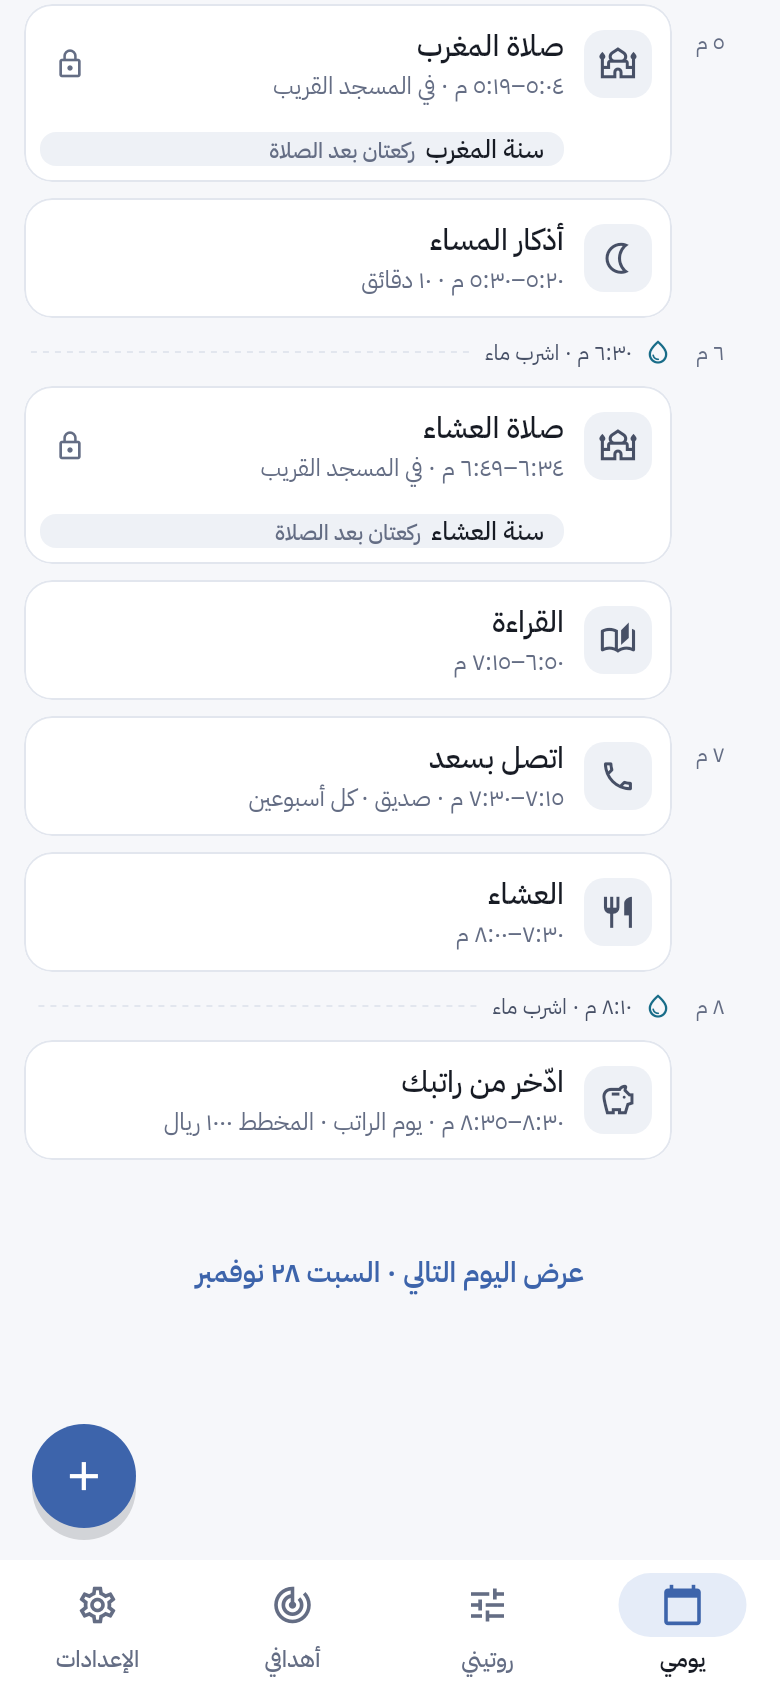 ٥ م
صلاة المغرب
٥:٠٤–٥:١٩ م · في المسجد القريب
سنة المغرب ركعتان بعد الصلاة
أذكار المساء
٥:٢٠–٥:٣٠ م · ١٠ دقائق
٦ م
٦:٣٠ م · اشرب ماء
صلاة العشاء
٦:٣٤–٦:٤٩ م · في المسجد القريب
سنة العشاء ركعتان بعد الصلاة
القراءة
٦:٥٠–٧:١٥ م
٧ م
اتصل بسعد
٧:١٥–٧:٣٠ م · صديق · كل أسبوعين
العشاء
٧:٣٠–٨:٠٠ م
٨ م
٨:١٠ م · اشرب ماء
ادّخر من راتبك
٨:٣٠–٨:٣٥ م · يوم الراتب · المخطط ١٠٠٠ ريال
عرض اليوم التالي · السبت ٢٨ نوفمبر
يومي
روتيني
أهدافي
الإعدادات